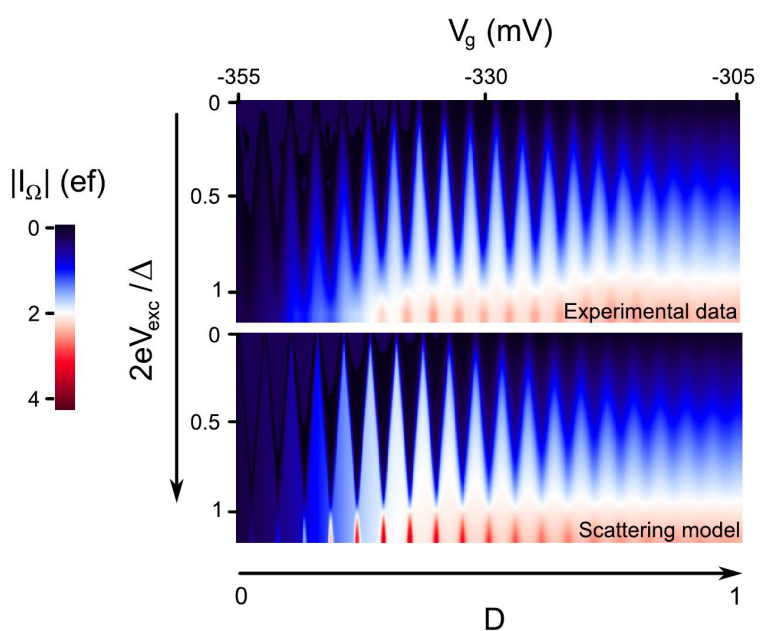 V_g (mV)
-355 -330 -305
|I_Ω| (ef)
0
2
4
2eV_exc /Δ
0
0.5
1
Experimental data
0
0.5
1
Scattering model
0 1
D